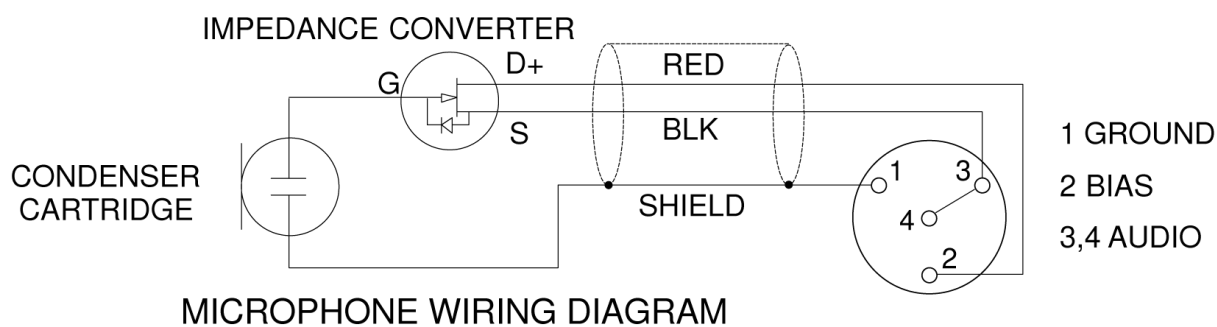 IMPEDANCE CONVERTER
G
D+
S
RED
BLK
SHIELD
CONDENSER
CARTRIDGE
1
3
4
2
1 GROUND
2 BIAS
3,4 AUDIO
MICROPHONE WIRING DIAGRAM